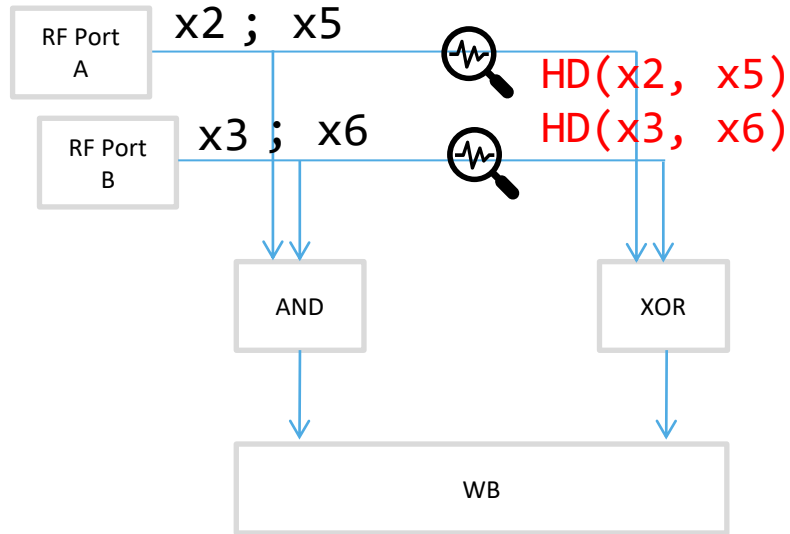 RF Port
A
x2 ; x5
HD(x2, x5)
RF Port
B
x3 ; x6
HD(x3, x6)
AND
XOR
WB